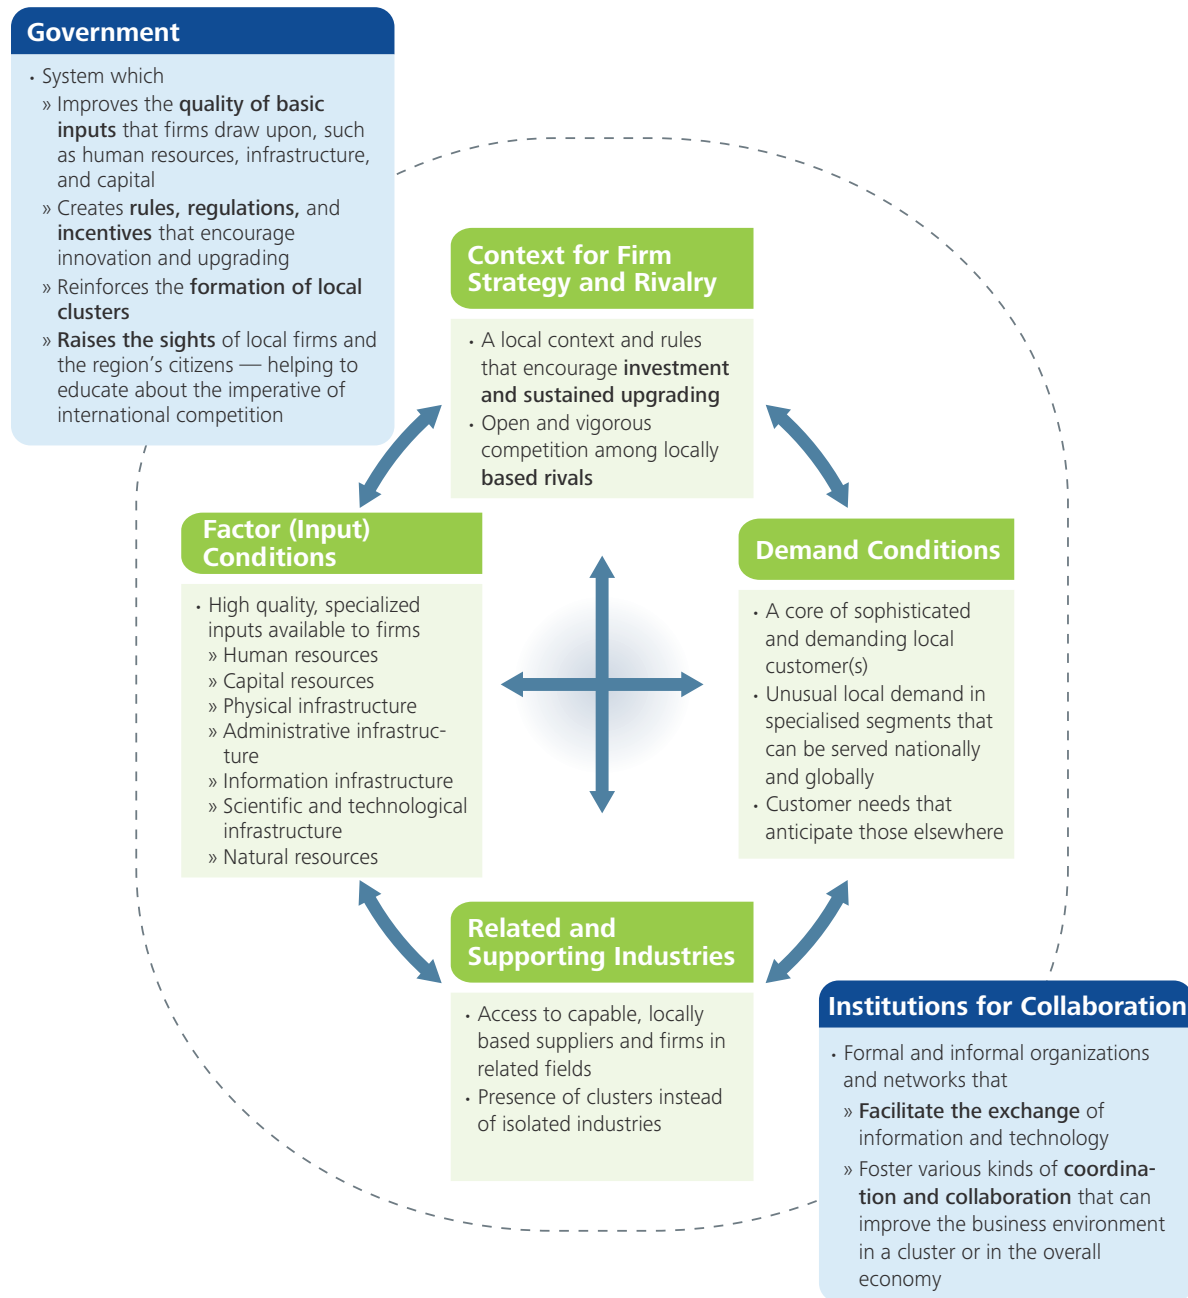 Government
· System which
» Improves the quality of basic
inputs that firms draw upon, such
as human resources, infrastructure,
and capital
» Creates rules, regulations, and
incentives that encourage
innovation and upgrading
» Reinforces the formation of local
clusters
» Raises the sights of local firms and
the region's citizens — helping to
educate about the imperative of
international competition
Context for Firm
Strategy and Rivalry
· A local context and rules
that encourage investment
and sustained upgrading
· Open and vigorous
competition among locally
based rivals
Factor (Input)
Conditions
· High quality, specialized
inputs available to firms
» Human resources
» Capital resources
» Physical infrastructure
» Administrative infrastruc-
ture
» Information infrastructure
» Scientific and technological
infrastructure
» Natural resources
Demand Conditions
· A core of sophisticated
and demanding local
customer(s)
· Unusual local demand in
specialised segments that
can be served nationally
and globally
· Customer needs that
anticipate those elsewhere
Related and
Supporting Industries
· Access to capable, locally
based suppliers and firms in
related fields
· Presence of clusters instead
of isolated industries
Institutions for Collaboration
· Formal and informal organizations
and networks that
» Facilitate the exchange of
information and technology
» Foster various kinds of coordina-
tion and collaboration that can
improve the business environment
in a cluster or in the overall
economy